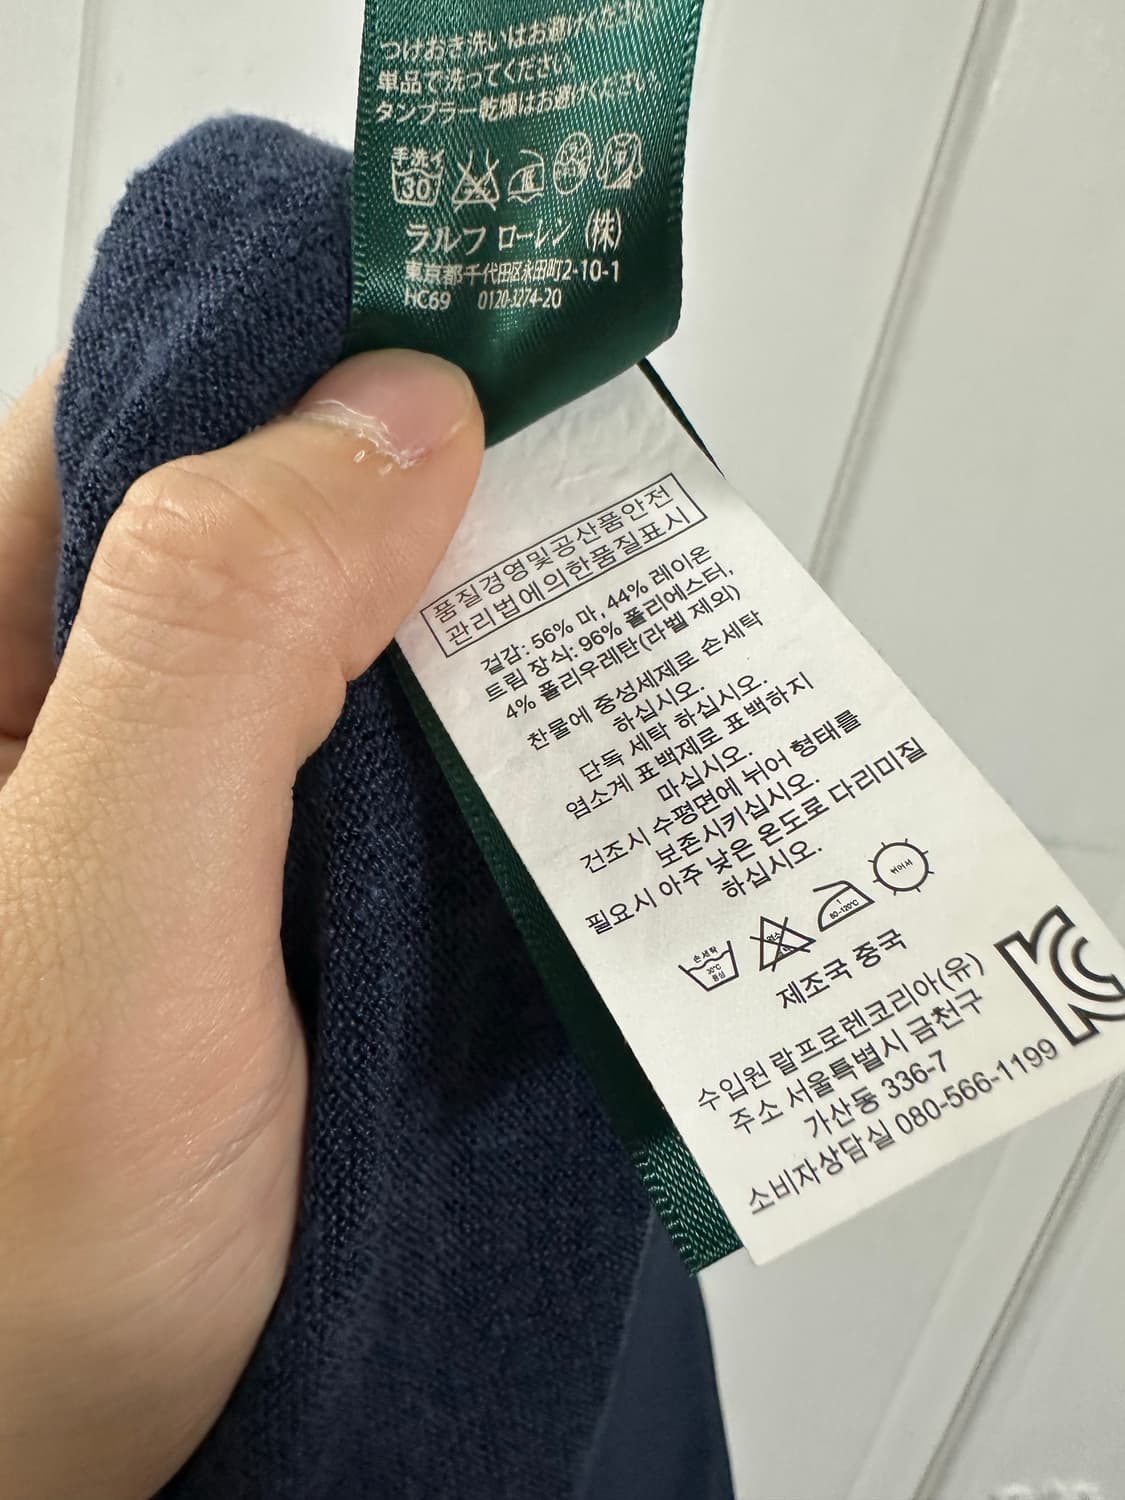 つけおき洗いはお避けください。
単品で洗ってください。
タンブラー乾燥はお避けください。
手洗イ
30
ラルフ ローレン (株)
東京都千代田区永田町2-10-1
HC69 0120-3274-20
품질경영및공산품안전
관리법에의한품질표시
겉감: 56% 마, 44% 레이온
트림 장식: 96% 폴리에스터,
4% 폴리우레탄(라벨 제외)
찬물에 중성세제로 손세탁
하십시오.
단독 세탁 하십시오.
염소계 표백제로 표백하지
마십시오.
건조시 수평면에 뉘어 형태를
보존시키십시오.
필요시 아주 낮은 온도로 다리미질
하십시오.
손세탁
30℃
중성
80-120℃
뉘어서
제조국 중국
수입원 랄프로렌코리아(유)
주소 서울특별시 금천구
가산동 336-7
소비자상담실 080-566-1199